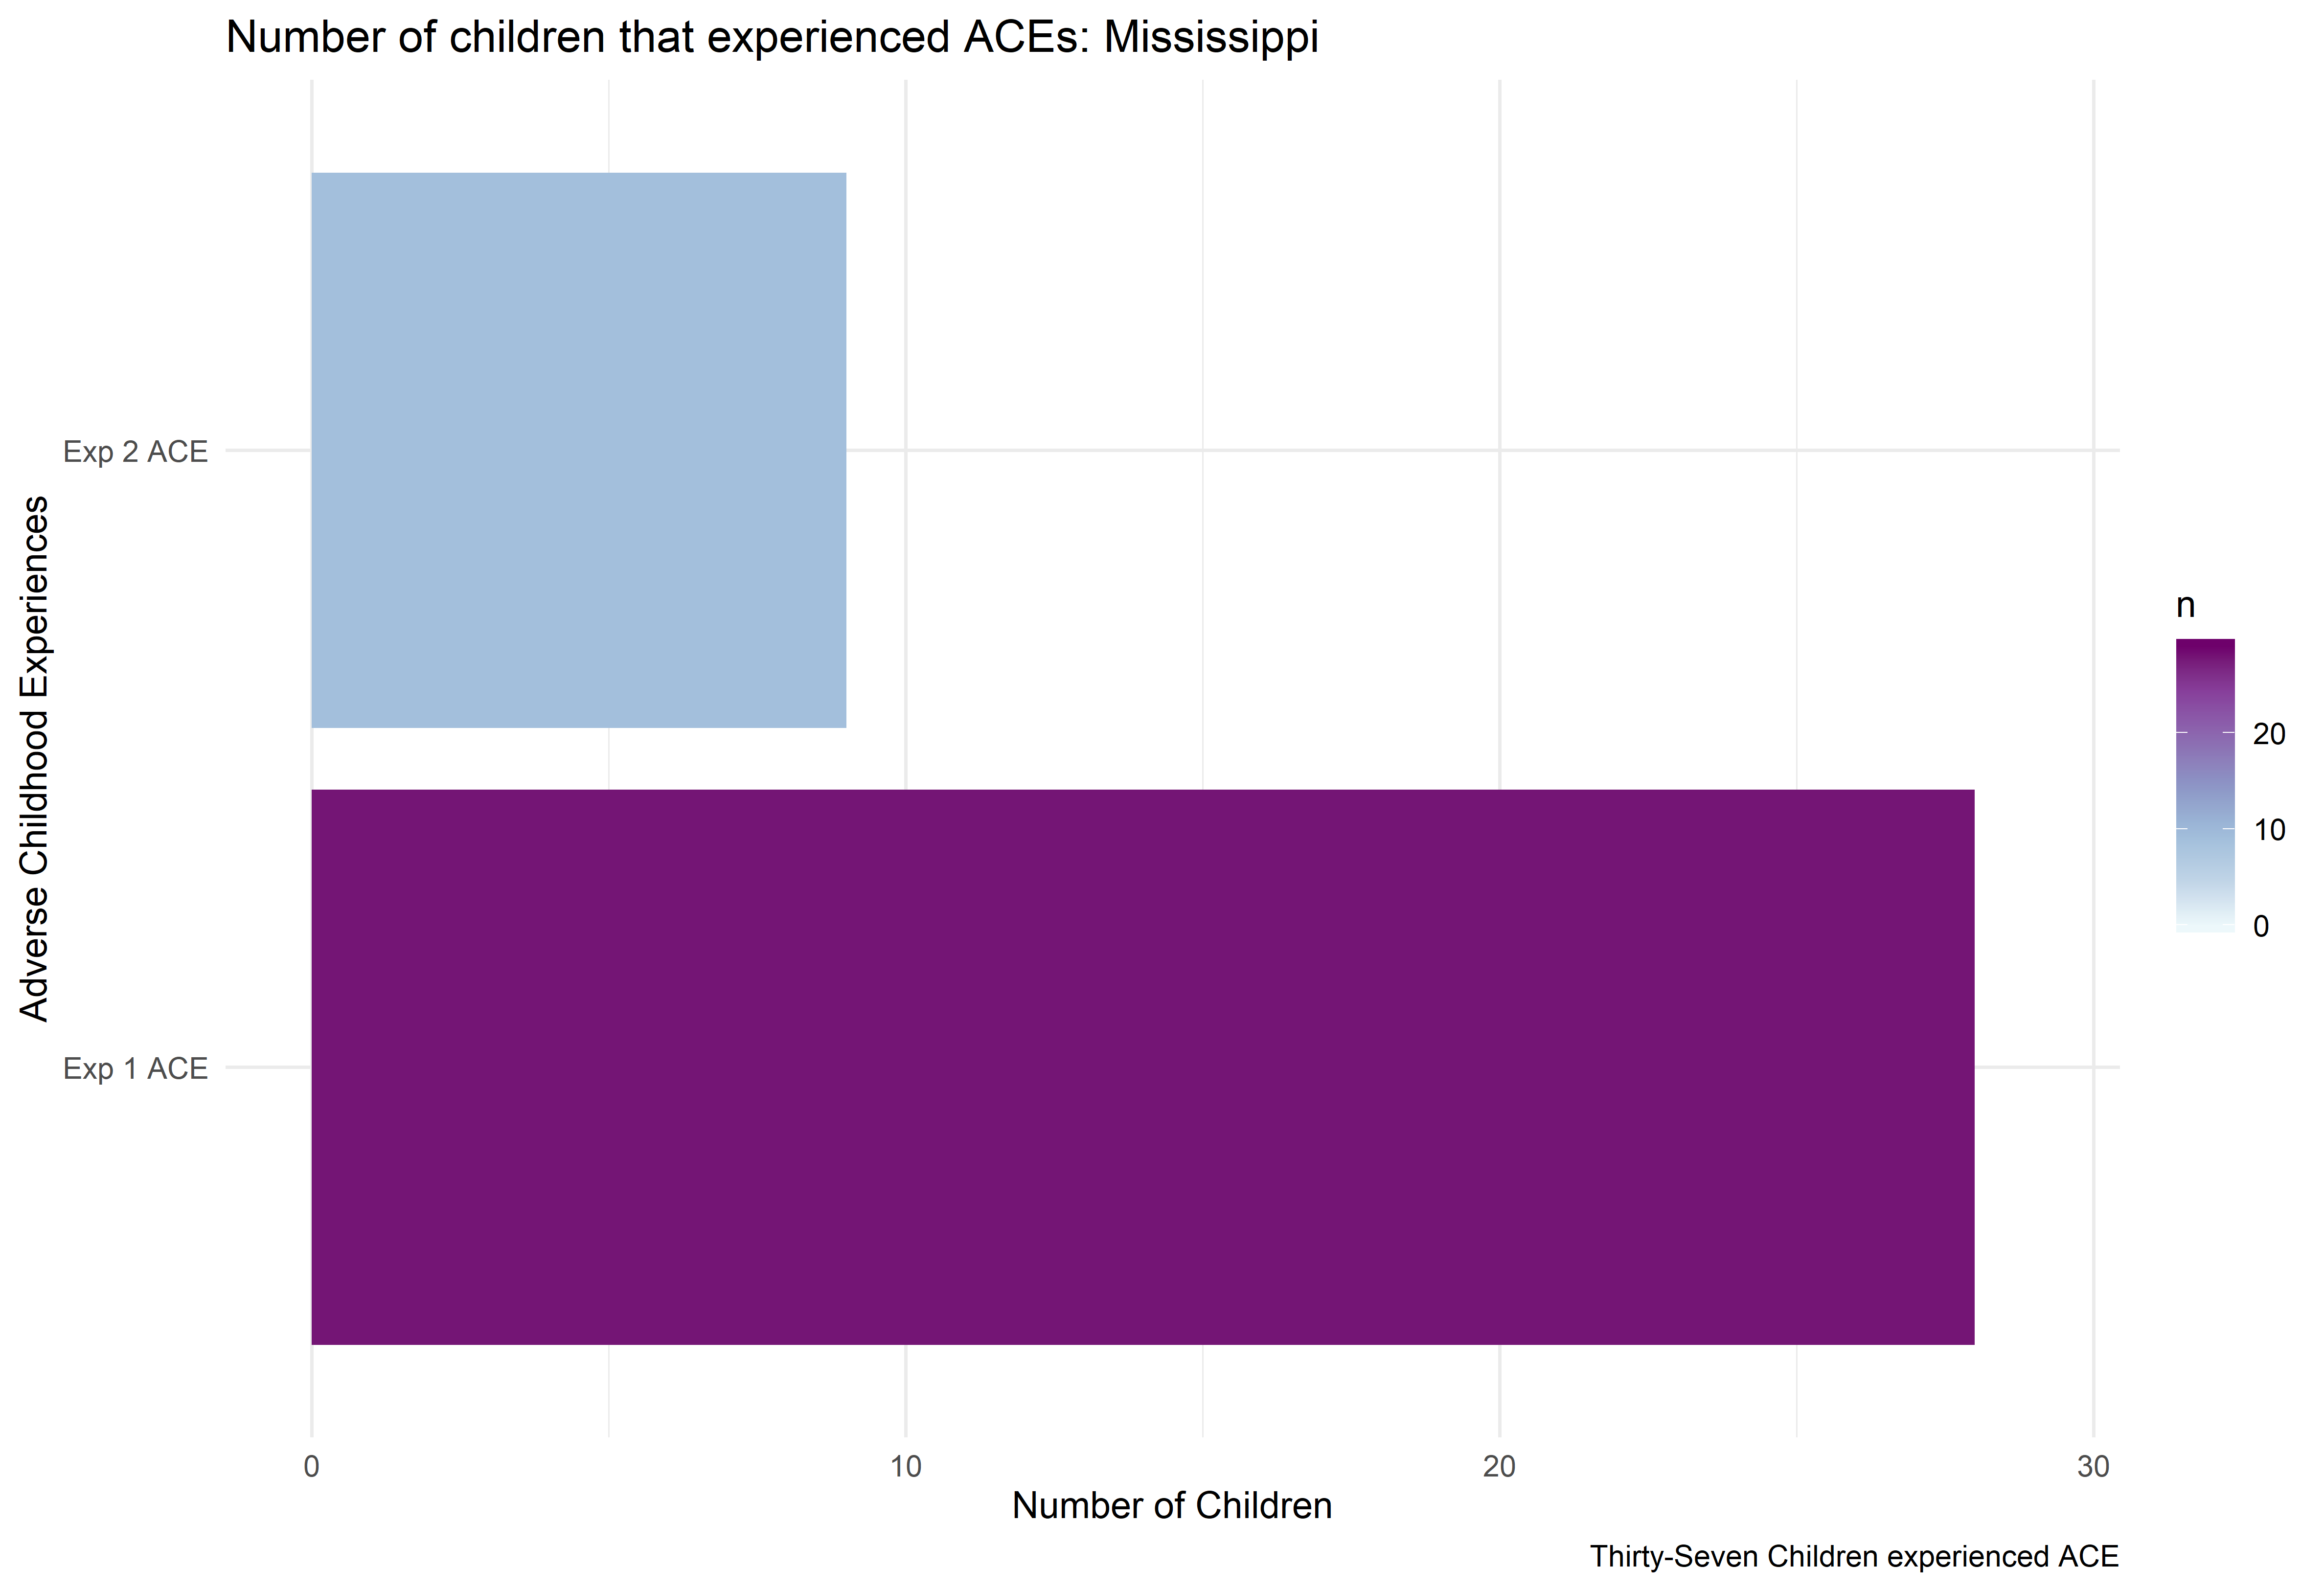 Number of children that experienced ACEs: Mississippi
Adverse Childhood Experiences
Exp 2 ACE
Exp 1 ACE
0
10
20
30
Number of Children
n
20
10
0
Thirty-Seven Children experienced ACE